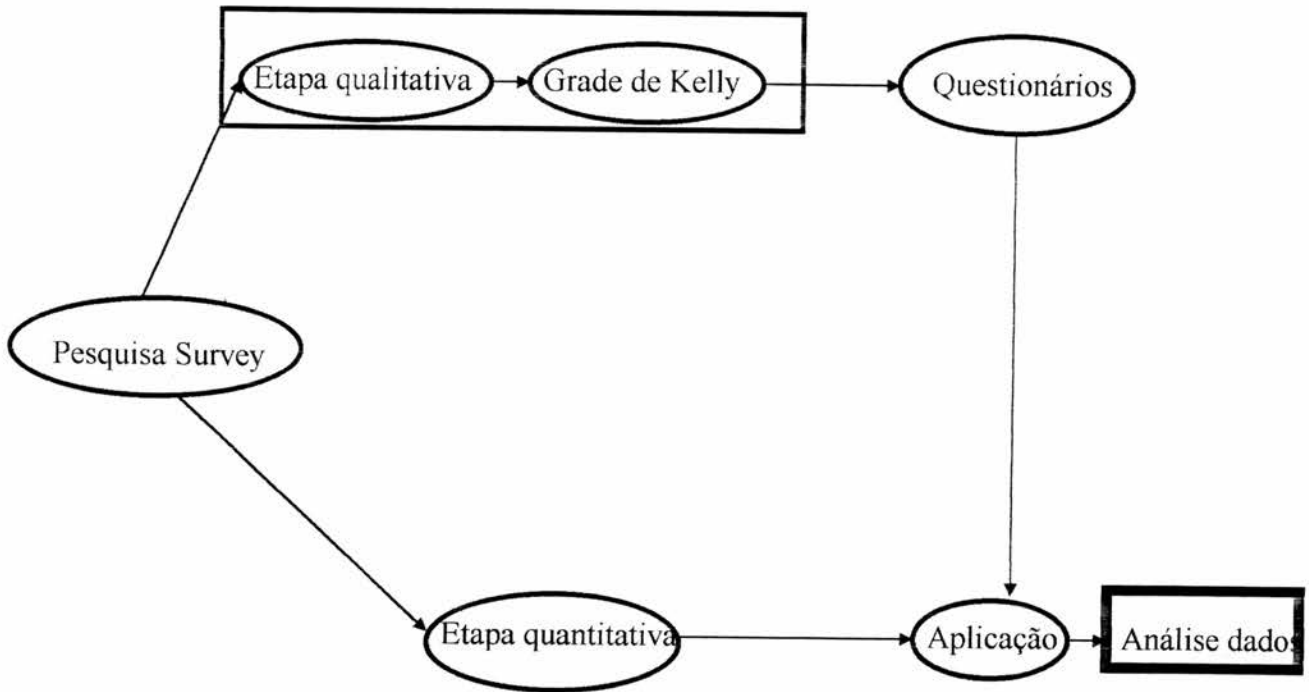 Etapa qualitativa
Grade de Kelly
Questionários
Pesquisa Survey
Etapa quantitativa
Aplicação
Análise dados